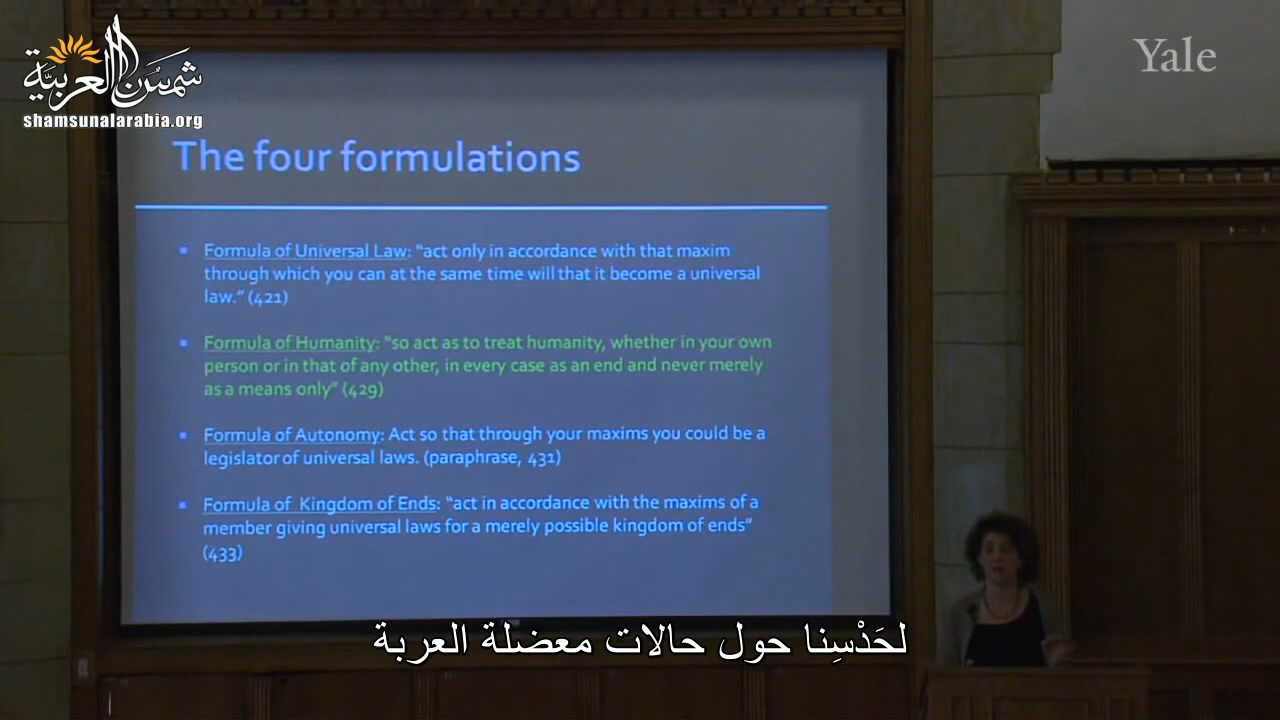 شمس العربية
shamsunalarabia.org
Yale
The four formulations
Formula of Universal Law: "act only in accordance with that maxim
through which you can at the same time will that it become a universal
law." (421)
Formula of Humanity: "so act as to treat humanity, whether in your own
person or in that of any other, in every case as an end and never merely
as a means only" (429)
Formula of Autonomy: Act so that through your maxims you could be a
legislator of universal laws. (paraphrase, 431)
Formula of Kingdom of Ends: "act in accordance with the maxims of a
member giving universal laws for a merely possible kingdom of ends"
(433)
لحَدْسِنا حول حالات معضلة العربة